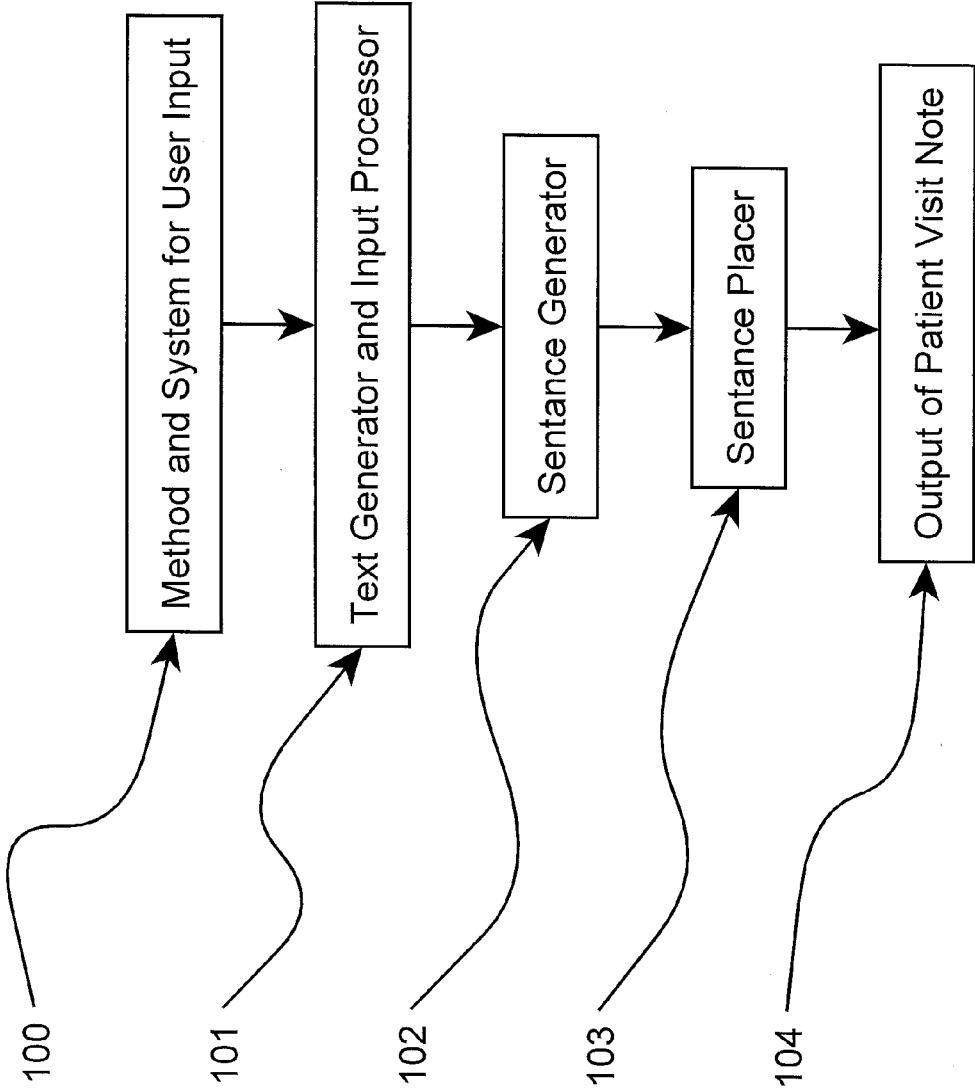 100
Method and System for User Input
101
Text Generator and Input Processor
102
Sentance Generator
103
Sentance Placer
104
Output of Patient Visit Note